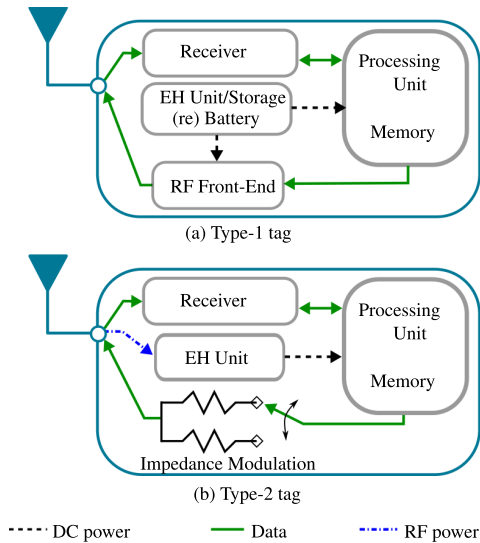 Receiver
Processing
Unit
EH Unit/Storage
(re) Battery
Memory
RF Front-End
(a) Type-1 tag
Receiver
Processing
Unit
EH Unit
Memory
Impedance Modulation
(b) Type-2 tag
DC power
Data
RF power